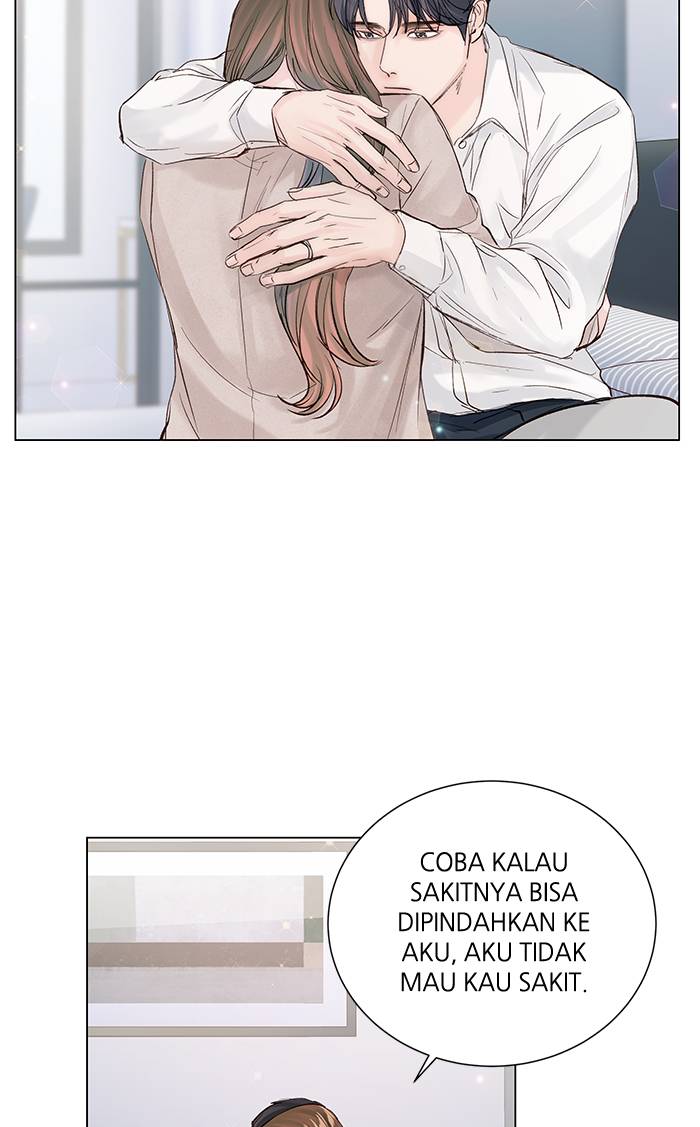 COBA KALAU
SAKITNYA BISA
DIPINDAHKAN KE
AKU, AKU TIDAK
MAU KAU SAKIT.